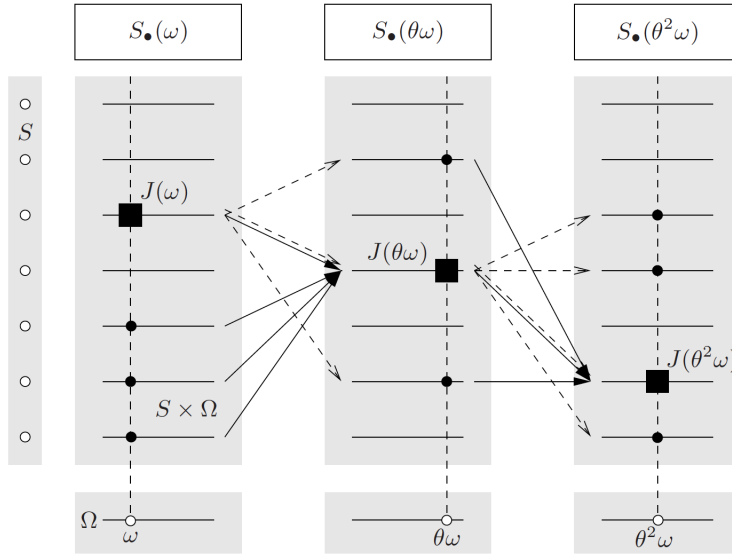 S•(ω)
S•(θω)
S•(θ²ω)
S
J(ω)
J(θω)
J(θ²ω)
S × Ω
Ω
ω
θω
θ²ω